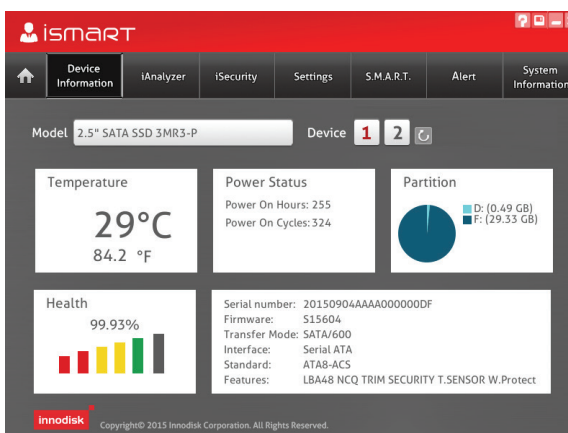 ismart
Device Information
iAnalyzer
iSecurity
Settings
S.M.A.R.T.
Alert
System Information
Model 2.5" SATA SSD 3MR3-P
Device 1 2
Temperature
29°C
84.2 °F
Power Status
Power On Hours: 255
Power On Cycles: 324
Partition
D: (0.49 GB)
F: (29.33 GB)
Health
99.93%
Serial number: 20150904AAAA000000DF
Firmware: S15604
Transfer Mode: SATA/600
Interface: Serial ATA
Standard: ATA8-ACS
Features: LBA48 NCQ TRIM SECURITY T.SENSOR W.Protect
innodisk
Copyright© 2015 Innodisk Corporation. All Rights Reserved.